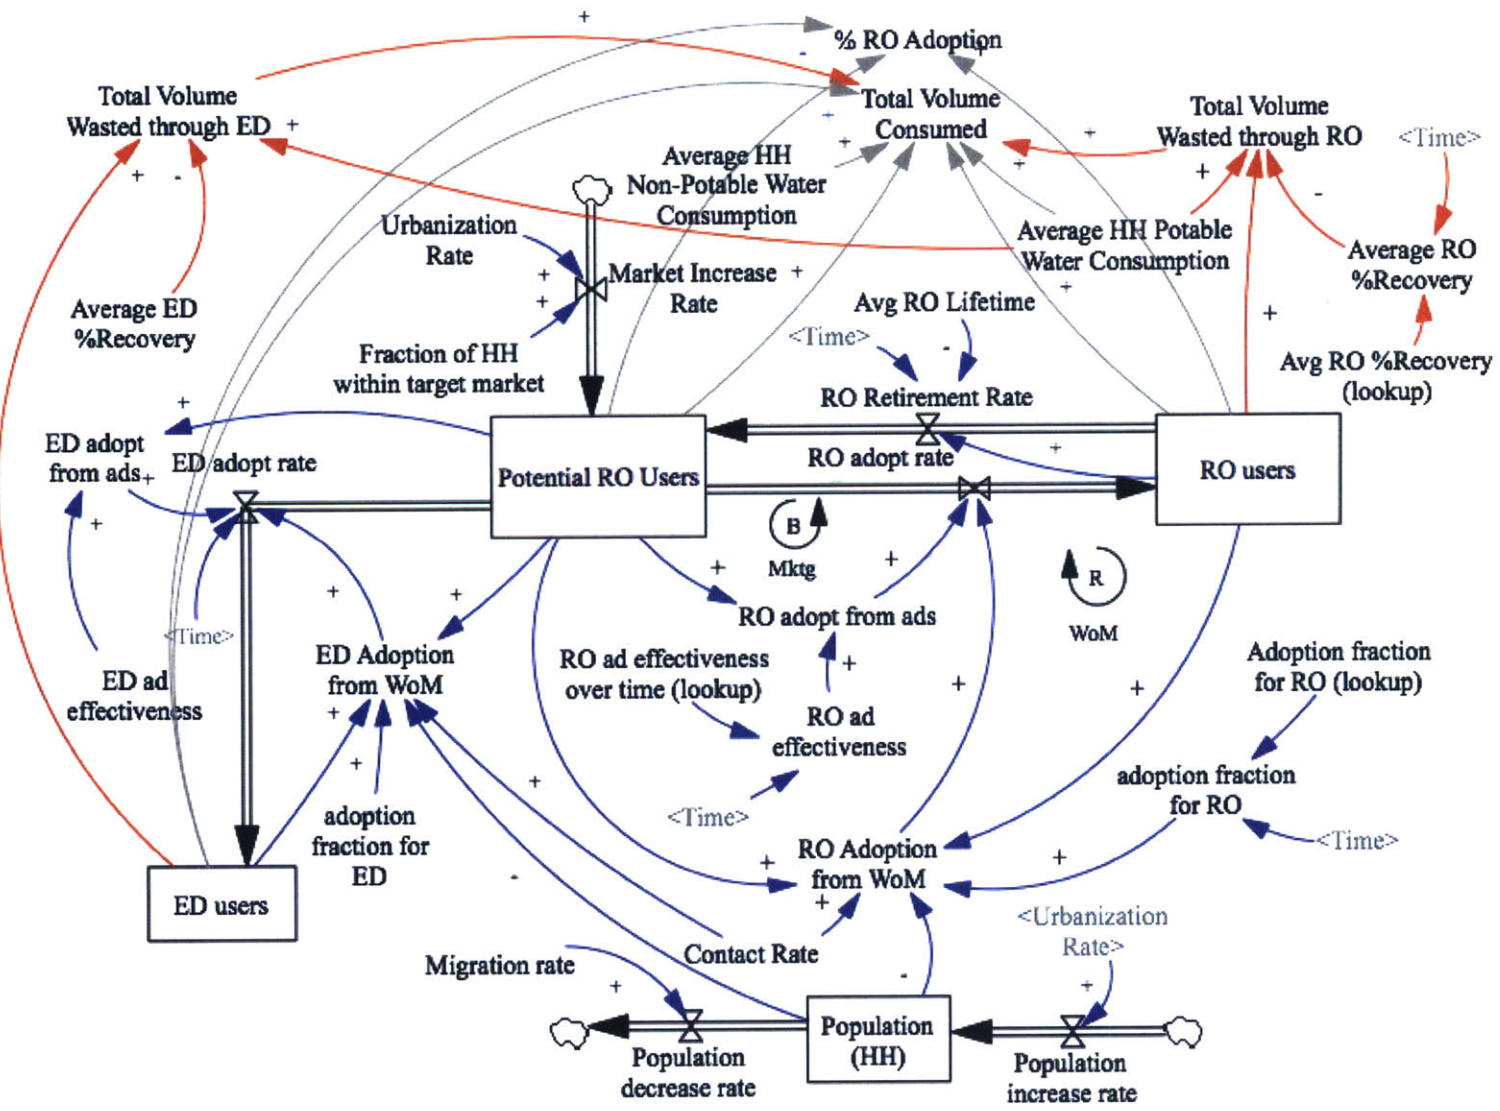 % RO Adoption
Total Volume
Wasted through ED
Total Volume
Consumed
Total Volume
Wasted through RO
<Time>
Average HH
Non-Potable Water
Consumption
Urbanization
Rate
Average HH Potable
Water Consumption
Average RO
%Recovery
Market Increase
Rate
Average ED
%Recovery
Avg RO Lifetime
<Time>
Fraction of HH
within target market
Avg RO %Recovery
(lookup)
RO Retirement Rate
ED adopt
from ads
ED adopt rate
Potential RO Users
RO adopt rate
RO users
B
Mktg
R
WoM
<Time>
RO adopt from ads
ED Adoption
from WoM
RO ad effectiveness
over time (lookup)
Adoption fraction
for RO (lookup)
ED ad
effectiveness
RO ad
effectiveness
adoption fraction
for RO
<Time>
adoption
fraction for
ED
<Time>
RO Adoption
from WoM
ED users
<Urbanization
Rate>
Contact Rate
Migration rate
Population
(HH)
Population
decrease rate
Population
increase rate